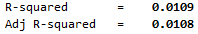 R-squared = 0.0109
Adj R-squared = 0.0108